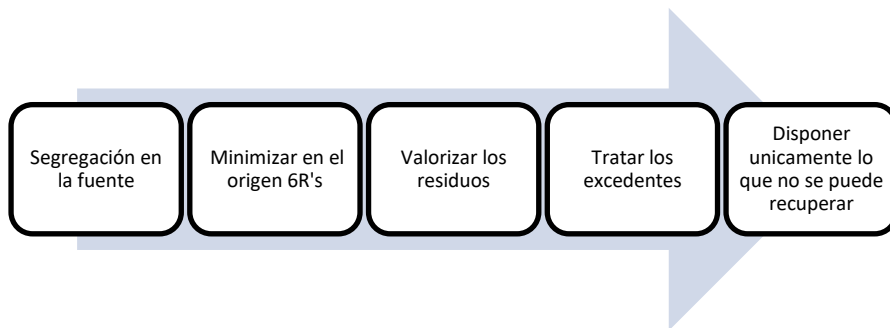 Segregación en
la fuente
Minimizar en el
origen 6R's
Valorizar los
residuos
Tratar los
excedentes
Disponer
unicamente lo
que no se puede
recuperar